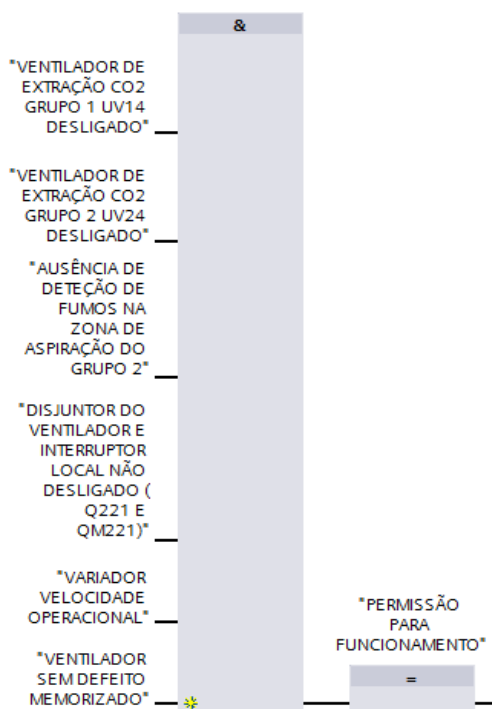 &
"VENTILADOR DE
EXTRAÇÃO CO2
GRUPO 1 UV14
DESLIGADO"
"VENTILADOR DE
EXTRAÇÃO CO2
GRUPO 2 UV24
DESLIGADO"
"AUSÊNCIA DE
DETEÇÃO DE
FUMOS NA
ZONA DE
ASPIRAÇÃO DO
GRUPO 2"
"DISJUNTOR DO
VENTILADOR E
INTERRUPTOR
LOCAL NÃO
DESLIGADO (
Q221 E
QM221)"
"VARIADOR
VELOCIDADE
OPERACIONAL"
"VENTILADOR
SEM DEFEITO
MEMORIZADO"
"PERMISSÃO
PARA
FUNCIONAMENTO"
=